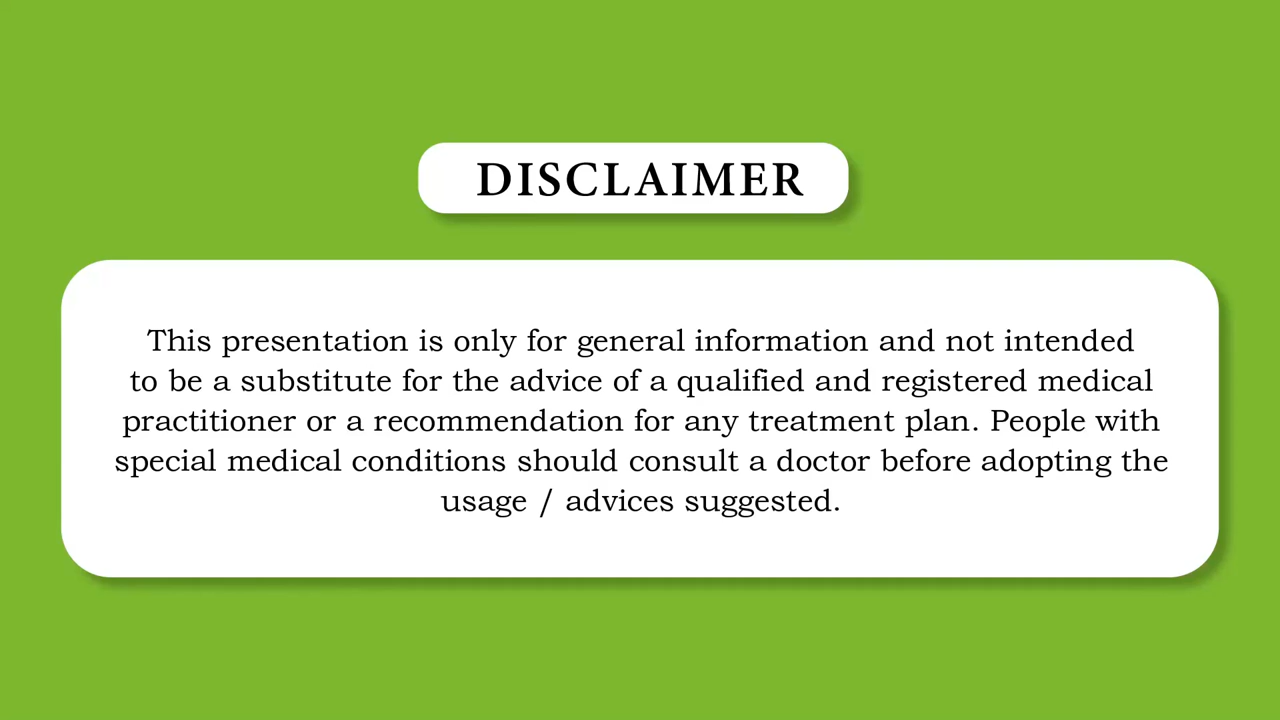 DISCLAIMER
This presentation is only for general information and not intended
to be a substitute for the advice of a qualified and registered medical
practitioner or a recommendation for any treatment plan. People with
special medical conditions should consult a doctor before adopting the
usage / advices suggested.